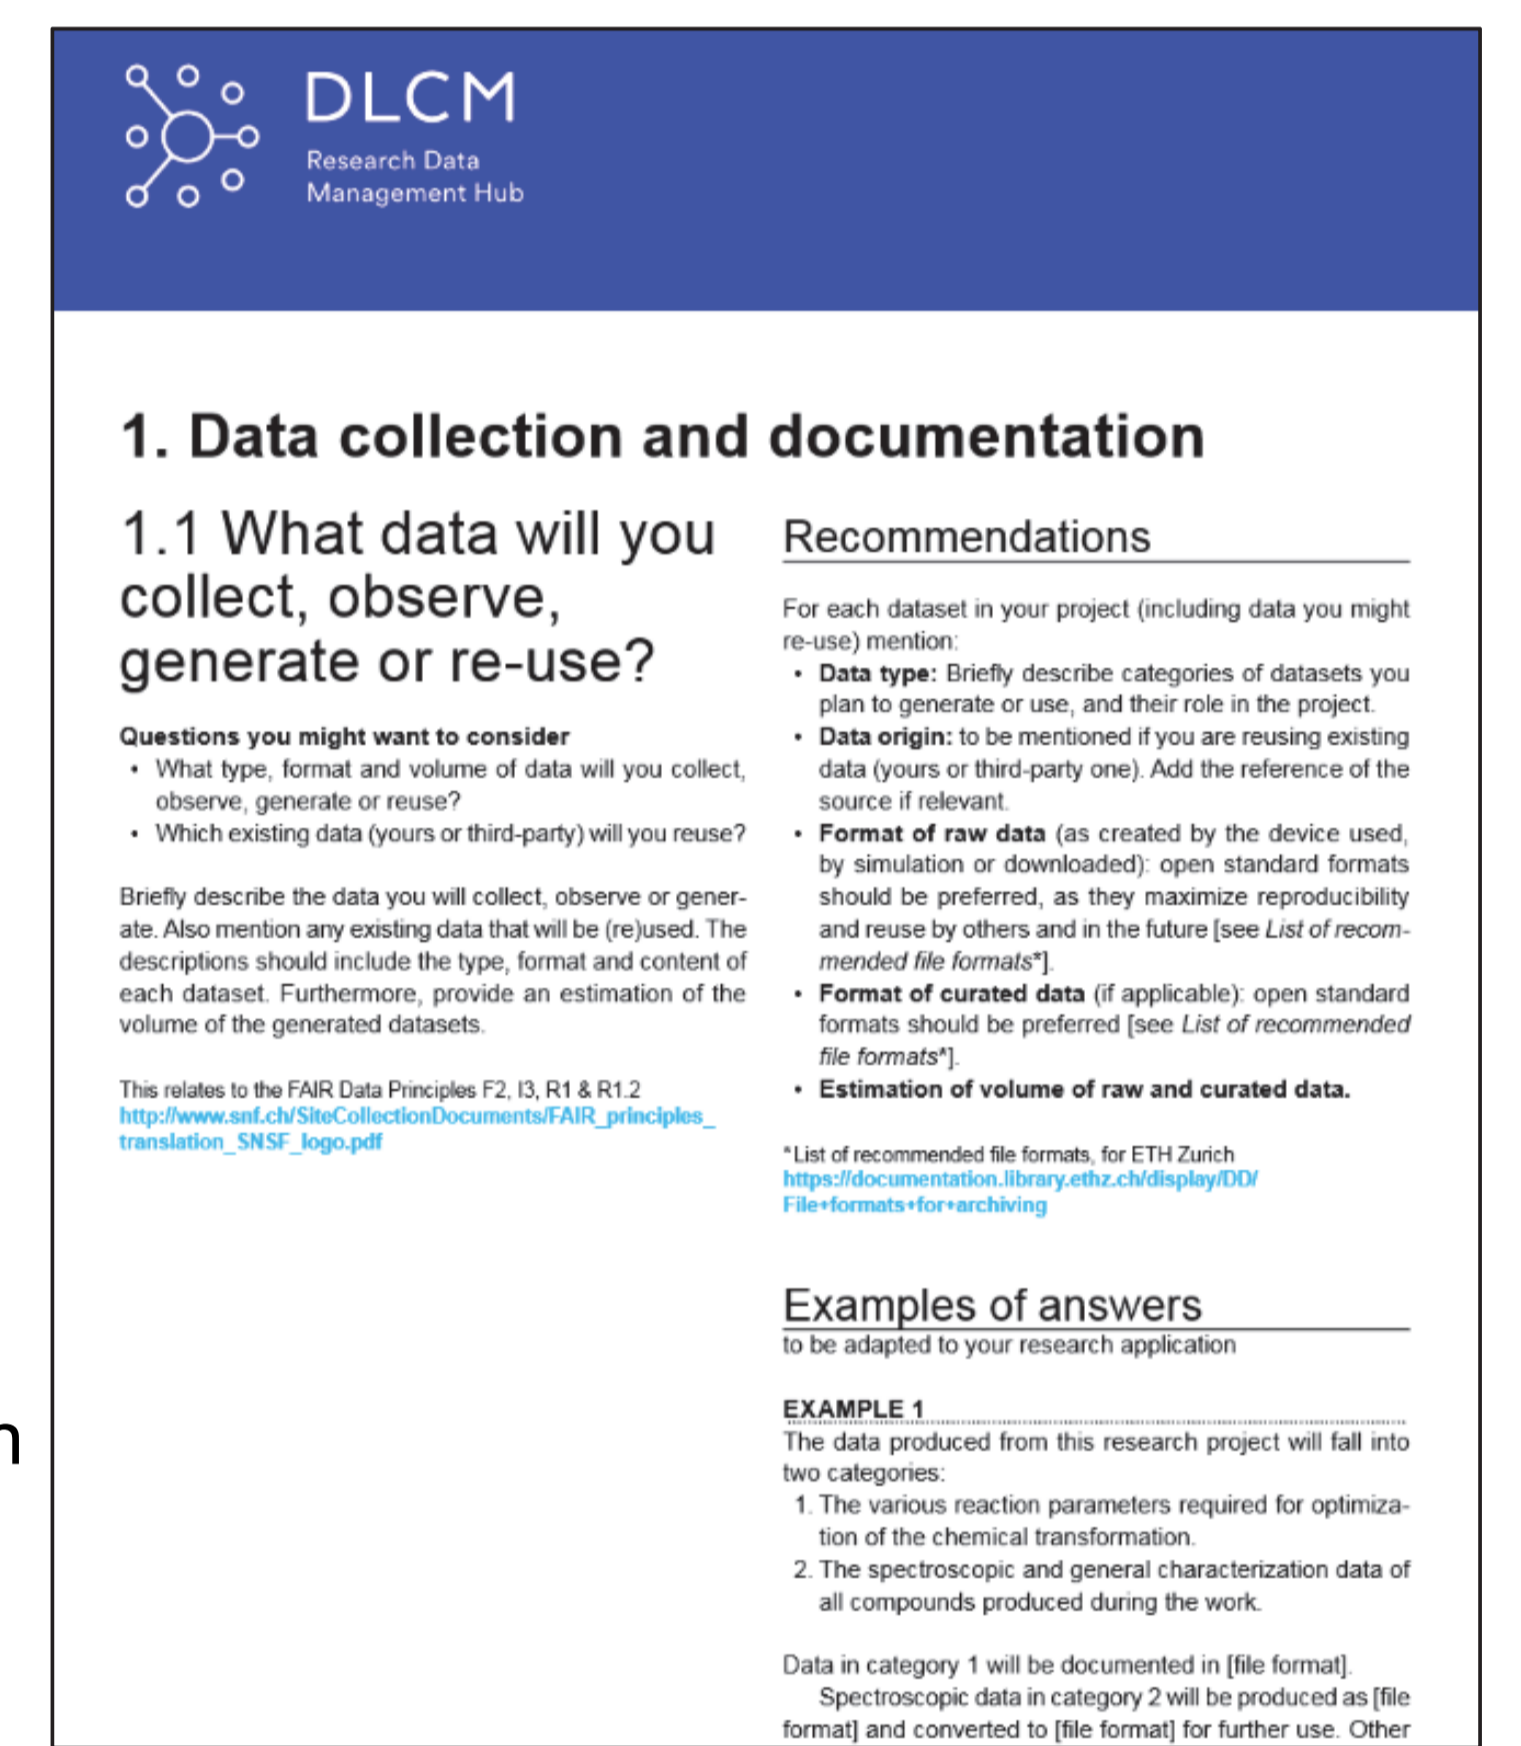 DLCM
Research Data
Management Hub
1. Data collection and documentation
1.1 What data will you
collect, observe,
generate or re-use?
Questions you might want to consider
• What type, format and volume of data will you collect,
observe, generate or reuse?
• Which existing data (yours or third-party) will you reuse?
Briefly describe the data you will collect, observe or gener-
ate. Also mention any existing data that will be (re)used. The
descriptions should include the type, format and content of
each dataset. Furthermore, provide an estimation of the
volume of the generated datasets.
This relates to the FAIR Data Principles F2, I3, R1 & R1.2
http://www.snf.ch/SiteCollectionDocuments/FAIR_principles_
translation_SNSF_logo.pdf
Recommendations
For each dataset in your project (including data you might
re-use) mention:
• Data type: Briefly describe categories of datasets you
plan to generate or use, and their role in the project.
• Data origin: to be mentioned if you are reusing existing
data (yours or third-party one). Add the reference of the
source if relevant.
• Format of raw data (as created by the device used,
by simulation or downloaded): open standard formats
should be preferred, as they maximize reproducibility
and reuse by others and in the future [see List of recom-
mended file formats*].
• Format of curated data (if applicable): open standard
formats should be preferred [see List of recommended
file formats*].
• Estimation of volume of raw and curated data.
*List of recommended file formats, for ETH Zurich
https://documentation.library.ethz.ch/display/DD/
File+formats+for+archiving
Examples of answers
to be adapted to your research application
EXAMPLE 1
The data produced from this research project will fall into
two categories:
1. The various reaction parameters required for optimiza-
tion of the chemical transformation.
2. The spectroscopic and general characterization data of
all compounds produced during the work.
Data in category 1 will be documented in [file format].
Spectroscopic data in category 2 will be produced as [file
format] and converted to [file format] for further use. Other